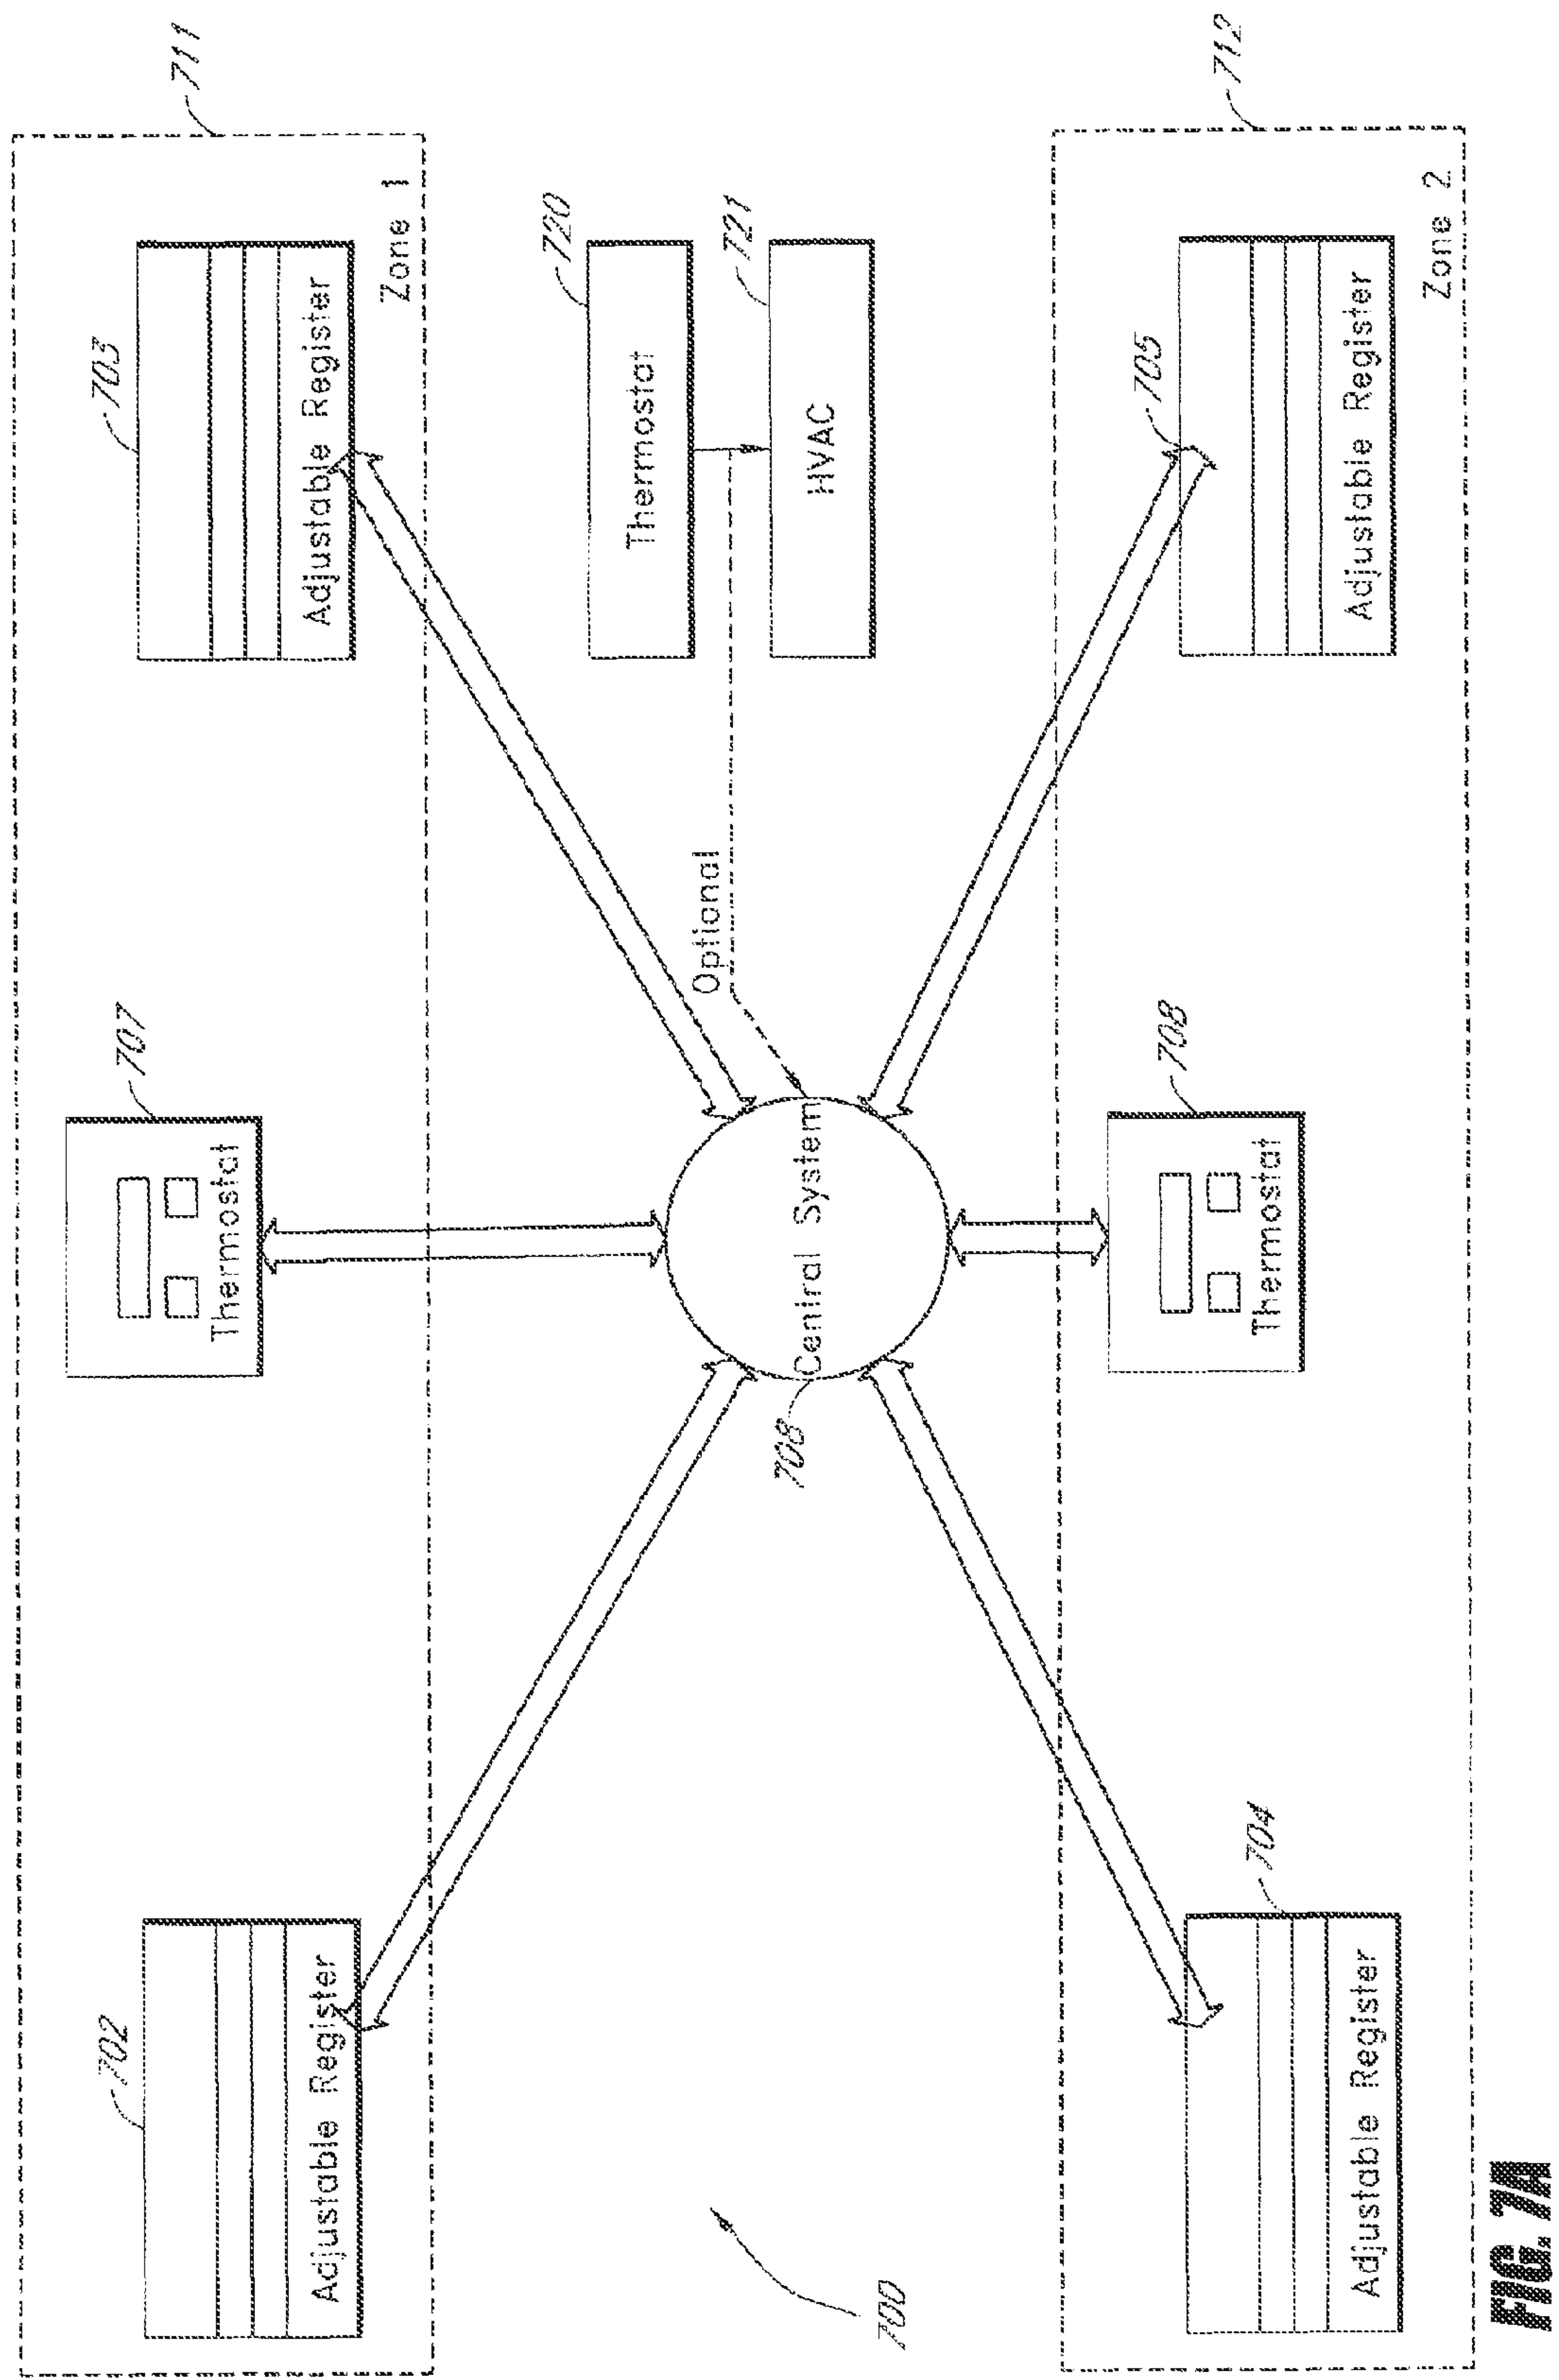 711
703
Adjustable Register
Zone 1
707
Thermostat
702
Adjustable Register
720
Thermostat
721
HVAC
Optional
Central System
708
700
712
705
Adjustable Register
Zone 2
708
Thermostat
704
Adjustable Register
FIG. 7A